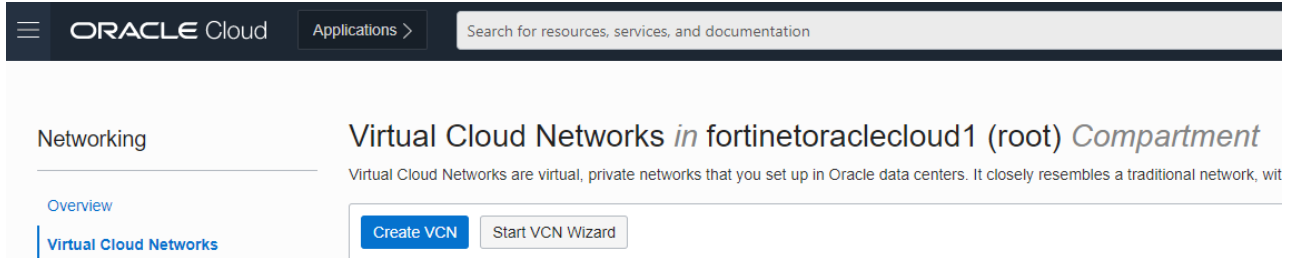 ORACLE Cloud
Applications >
Search for resources, services, and documentation
Networking
Overview
Virtual Cloud Networks
Virtual Cloud Networks in fortinetoraclecloud1 (root) Compartment
Virtual Cloud Networks are virtual, private networks that you set up in Oracle data centers. It closely resembles a traditional network, wit
Create VCN
Start VCN Wizard